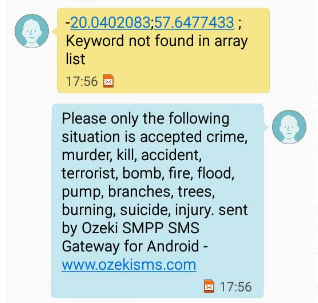 -20.0402083;57.6477433 ;
Keyword not found in array
list
17:56
Please only the following
situation is accepted crime,
murder, kill, accident,
terrorist, bomb, fire, flood,
pump, branches, trees,
burning, suicide, injury. sent
by Ozeki SMPP SMS
Gateway for Android -
www.ozekisms.com
17:56